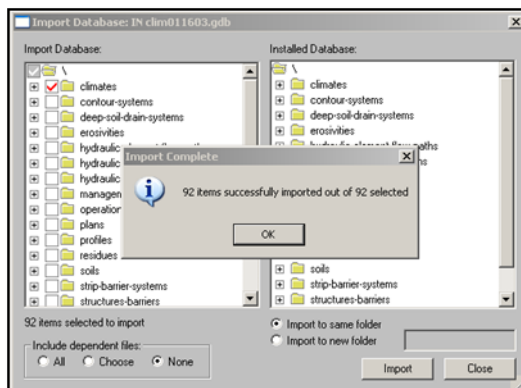 Import Database: IN clim011603.gdb
Import Database:
\
climates
contour-systems
deep-soil-drain-systems
erosivities
hydraulic
hydraulic
hydraulic
managem
operation
plans
profiles
residues
soils
strip-barrier-systems
structures-barriers
92 items selected to import
Include dependent files:
All
Choose
None
Installed Database:
\
climates
contour-systems
deep-soil-drain-systems
erosivities
soils
strip-barrier-systems
structures-barriers
Import to same folder
Import to new folder
Import
Close
Import Complete
92 items successfully imported out of 92 selected
OK